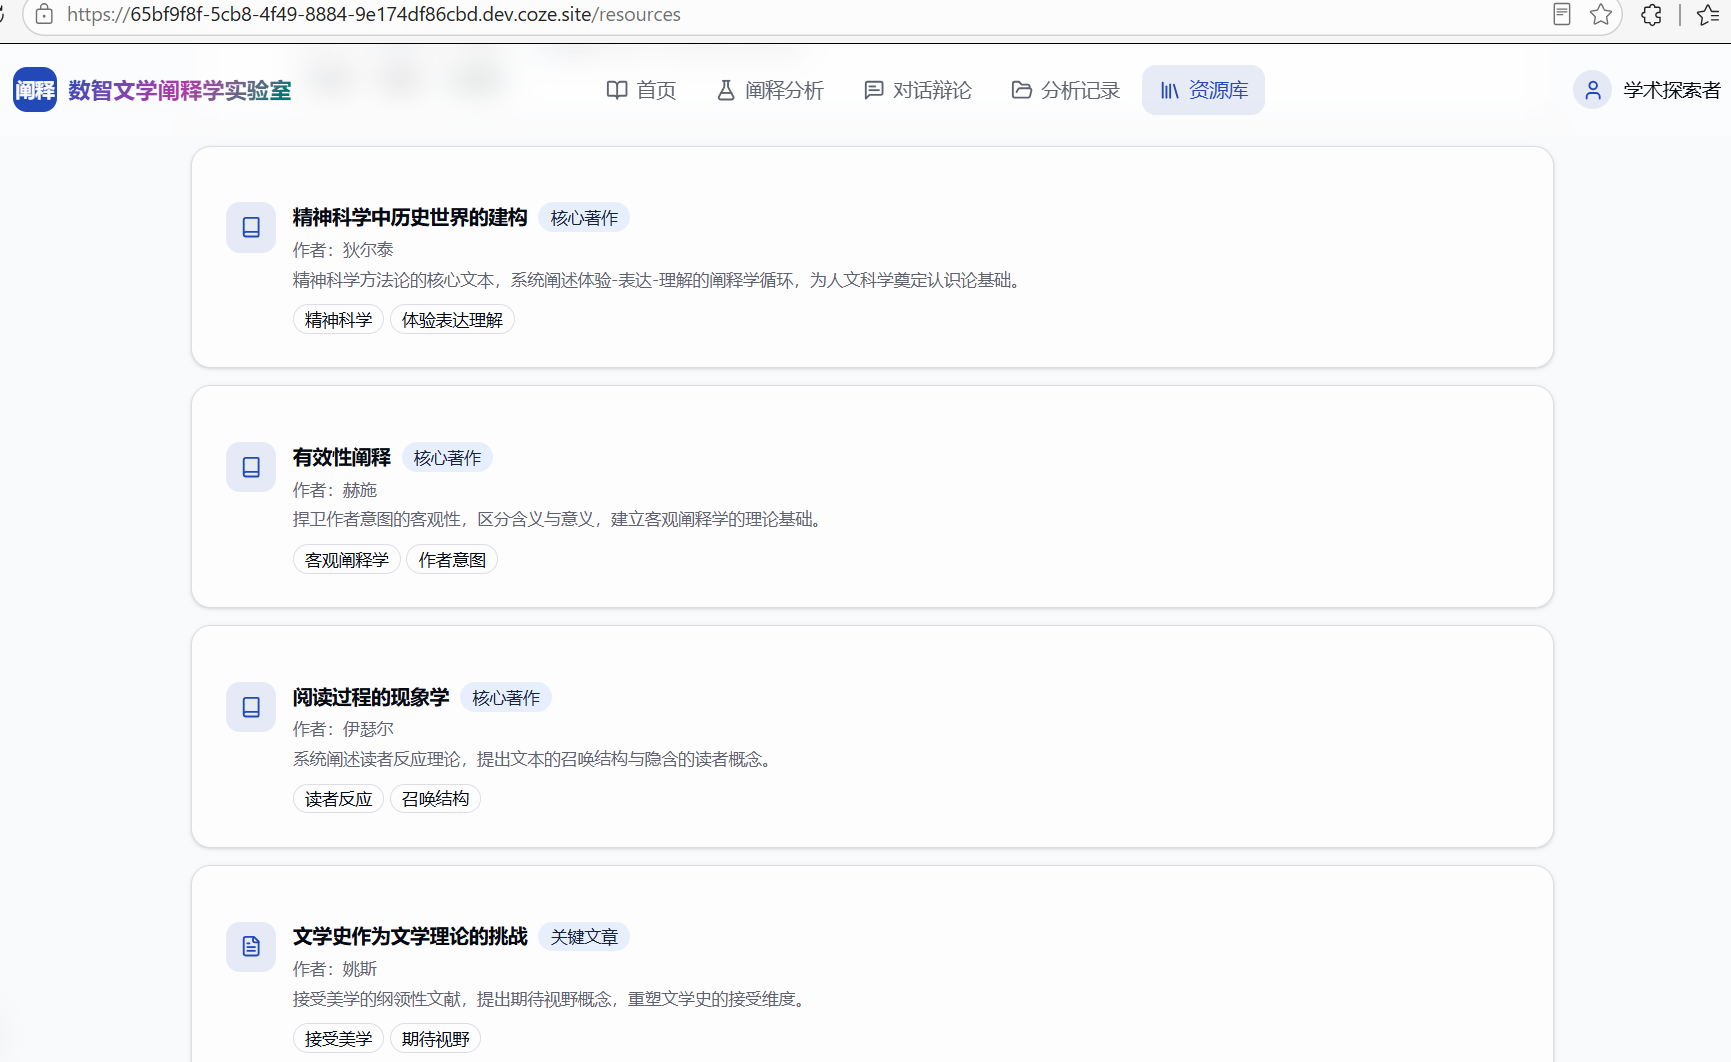 https://65bf9f8f-5cb8-4f49-8884-9e174df86cbd.dev.coze.site/resources
阐释 数智文学阐释学实验室 首页 阐释分析 对话辩论 分析记录 资源库 学术探索者
精神科学中历史世界的建构 核心著作
作者：狄尔泰
精神科学方法论的核心文本，系统阐述体验-表达-理解的阐释学循环，为人文科学奠定认识论基础。
精神科学 体验表达理解
有效性阐释 核心著作
作者：赫施
捍卫作者意图的客观性，区分含义与意义，建立客观阐释学的理论基础。
客观阐释学 作者意图
阅读过程的现象学 核心著作
作者：伊瑟尔
系统阐述读者反应理论，提出文本的召唤结构与隐含的读者概念。
读者反应 召唤结构
文学史作为文学理论的挑战 关键文章
作者：姚斯
接受美学的纲领性文献，提出期待视野概念，重塑文学史的接受维度。
接受美学 期待视野